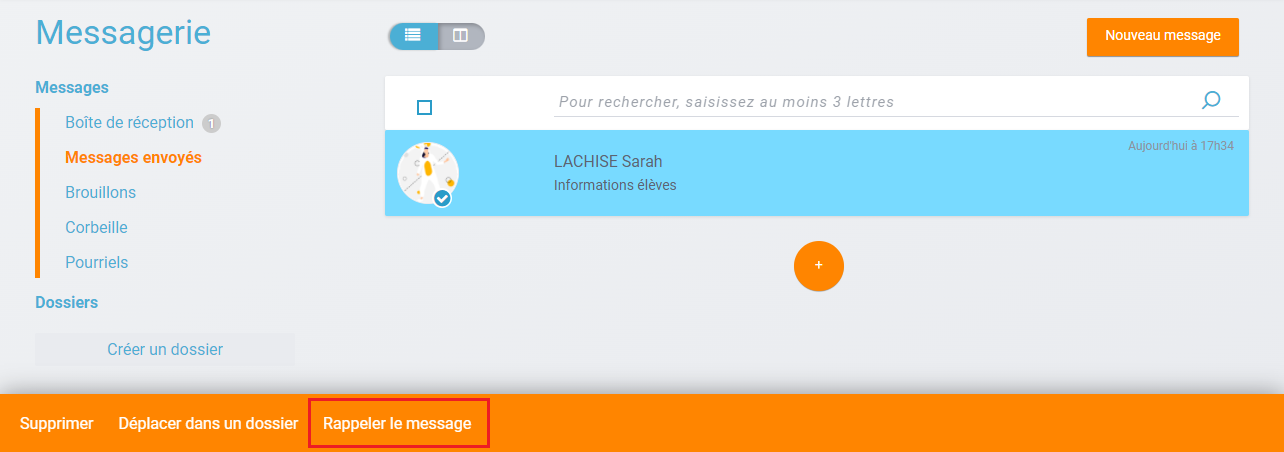 Messagerie
Nouveau message
Messages
Boîte de réception 1
Messages envoyés
Brouillons
Corbeille
Pourriels
Dossiers
Créer un dossier
Pour rechercher, saisissez au moins 3 lettres
Aujourd'hui à 17h34
LACHISE Sarah
Informations élèves
+
Supprimer
Déplacer dans un dossier
Rappeler le message